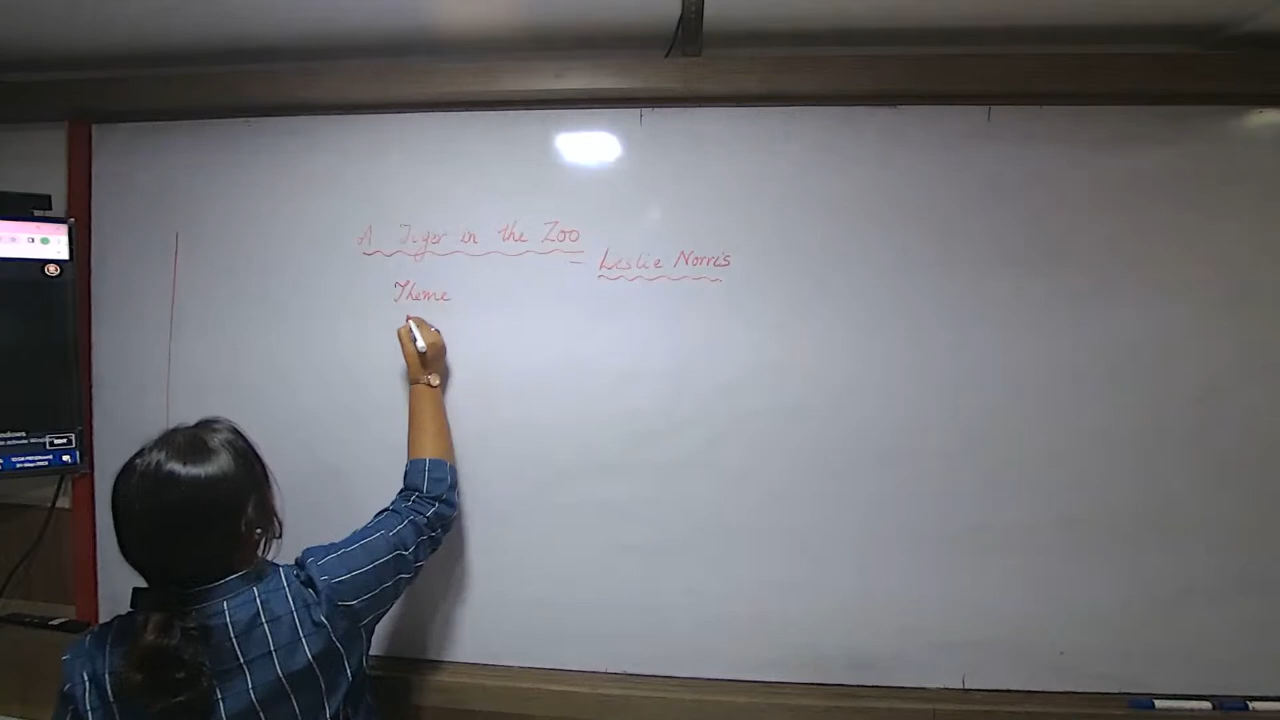 A Tiger in the Zoo
– Leslie Norris
Theme